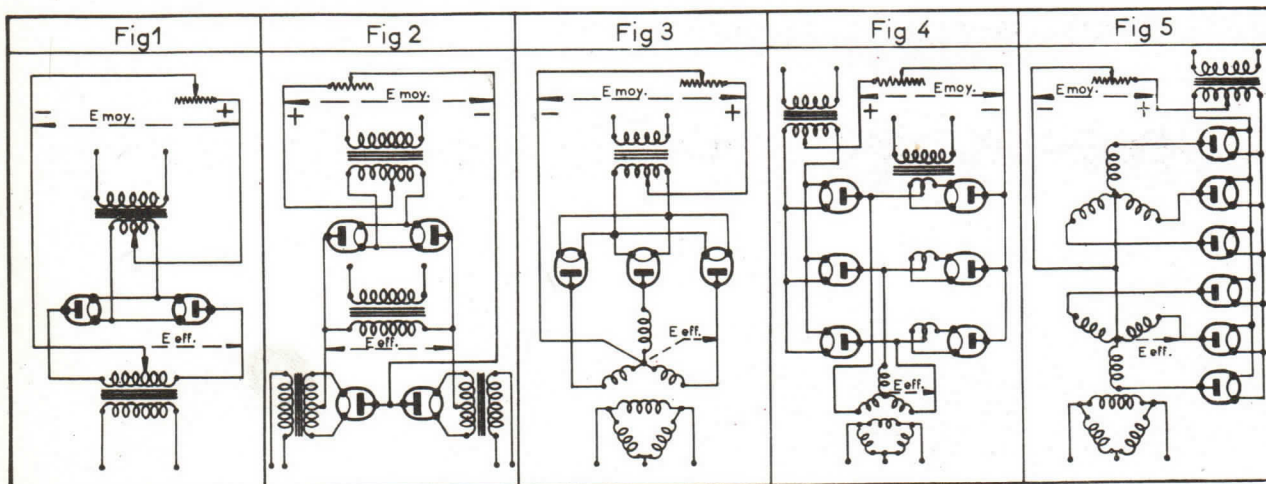 Fig1
Fig 2
Fig 3
Fig 4
Fig 5
- E moy. +
+ E moy. -
- E moy. +
+ E moy. -
- E moy. +
E eff.
E eff.
E eff.
E eff.
E eff.